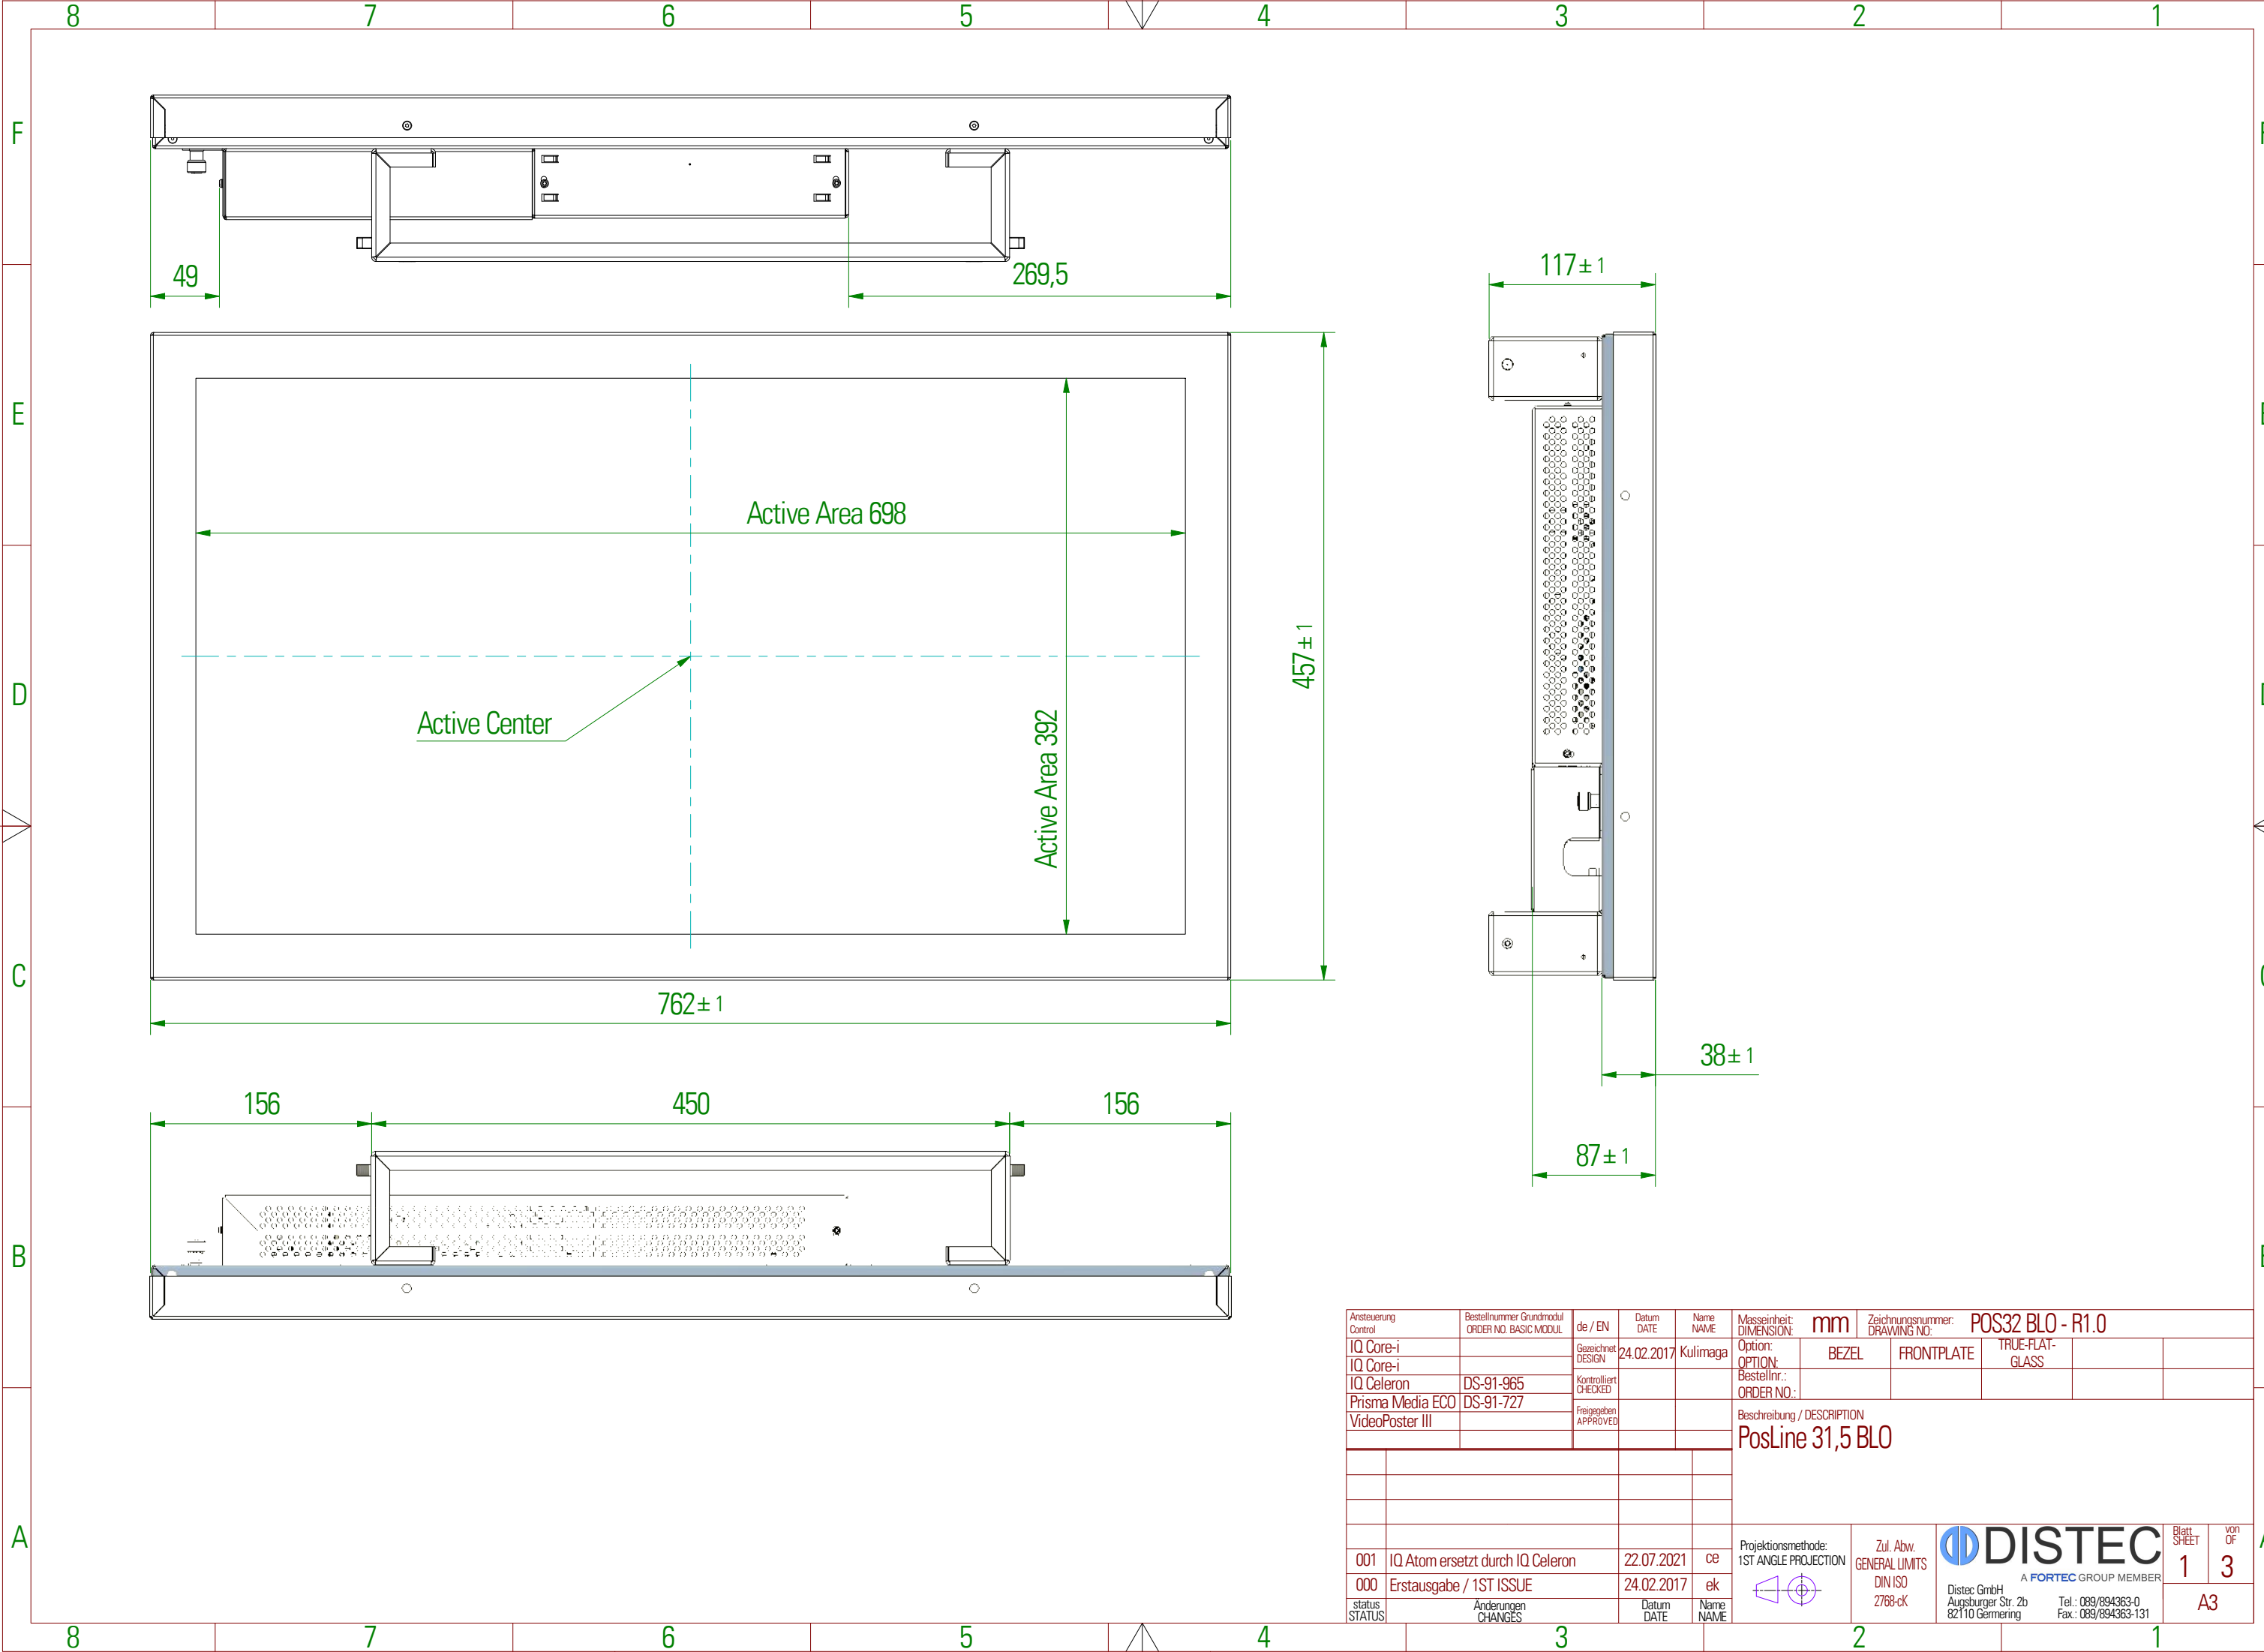 8 7 6 5 4 3 2 1
F
49
269,5
117± 1
E
Active Area 698
457± 1
D
Active Center
Active Area 392
C
762± 1
38± 1
156 450 156
87± 1
B
A
Ansteuerung
Control
Bestellnummer Grundmodul
ORDER NO. BASIC MODUL
IQ Core-i
IQ Core-i
IQ Celeron DS-91-965
Prisma Media ECO DS-91-727
VideoPoster III
de / EN
Datum
DATE
Name
NAME
Gezeichnet
DESIGN
24.02.2017 Kulimaga
Kontrolliert
CHECKED
Freigegeben
APPROVED
Masseinheit:
DIMENSION:
mm
Zeichnungsnummer:
DRAWING NO:
POS32 BLO - R1.0
Option:
OPTION:
BEZEL
FRONTPLATE
TRUE-FLAT-
GLASS
Bestellnr.:
ORDER NO.:
Beschreibung / DESCRIPTION
PosLine 31,5 BLO
001 IQ Atom ersetzt durch IQ Celeron 22.07.2021 ce
000 Erstausgabe / 1ST ISSUE 24.02.2017 ek
status
STATUS
Änderungen
CHANGES
Datum
DATE
Name
NAME
Projektionsmethode:
1ST ANGLE PROJECTION
Zul. Abw.
GENERAL LIMITS
DIN ISO
2768-cK
DISTEC
A FORTEC GROUP MEMBER
Distec GmbH
Augsburger Str. 2b Tel.: 089/894363-0
82110 Germering Fax.: 089/894363-131
Blatt
SHEET
1
von
OF
3
A3
8 7 6 5 4 3 2 1